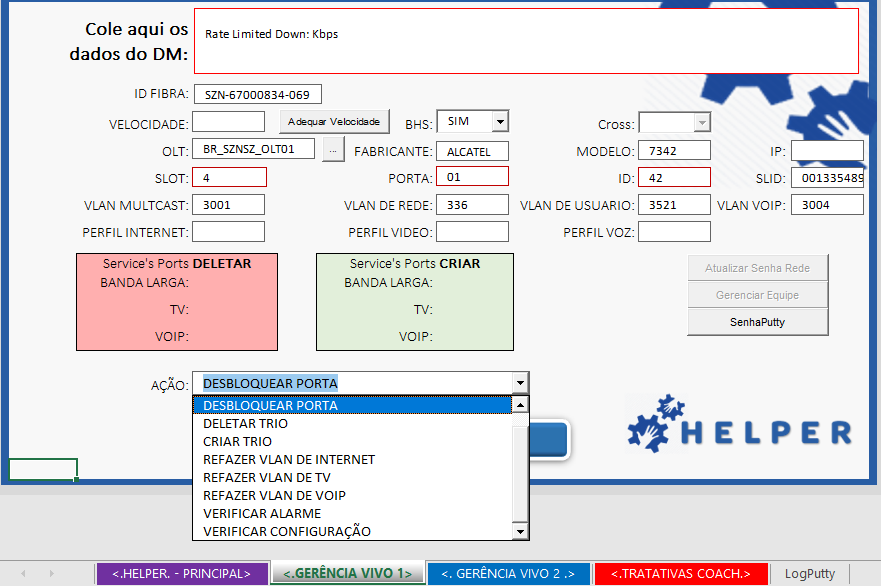 Cole aqui os
dados do DM:
Rate Limited Down: Kbps
ID FIBRA: SZN-67000834-069
VELOCIDADE: Adequar Velocidade BHS: SIM Cross:
OLT: BR_SZNSZ_OLT01 ... FABRICANTE: ALCATEL MODELO: 7342 IP:
SLOT: 4 PORTA: 01 ID: 42 SLID: 001335489
VLAN MULTCAST: 3001 VLAN DE REDE: 336 VLAN DE USUARIO: 3521 VLAN VOIP: 3004
PERFIL INTERNET: PERFIL VIDEO: PERFIL VOZ:
Service's Ports DELETAR
BANDA LARGA:
TV:
VOIP:
Service's Ports CRIAR
BANDA LARGA:
TV:
VOIP:
Atualizar Senha Rede
Gerenciar Equipe
SenhaPutty
AÇÃO: DESBLOQUEAR PORTA
DESBLOQUEAR PORTA
DELETAR TRIO
CRIAR TRIO
REFAZER VLAN DE INTERNET
REFAZER VLAN DE TV
REFAZER VLAN DE VOIP
VERIFICAR ALARME
VERIFICAR CONFIGURAÇÃO
HELPER
<.HELPER. - PRINCIPAL> <.GERÊNCIA VIVO 1> <. GERÊNCIA VIVO 2 .> <.TRATATIVAS COACH.> LogPutty